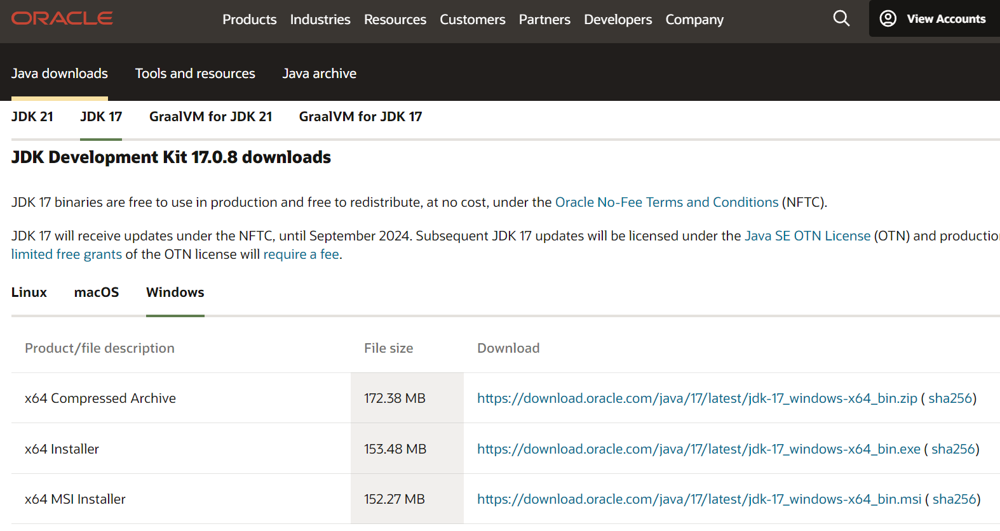 ORACLE Products Industries Resources Customers Partners Developers Company View Accounts
Java downloads Tools and resources Java archive
JDK 21 JDK 17 GraalVM for JDK 21 GraalVM for JDK 17
JDK Development Kit 17.0.8 downloads
JDK 17 binaries are free to use in production and free to redistribute, at no cost, under the Oracle No-Fee Terms and Conditions (NFTC).
JDK 17 will receive updates under the NFTC, until September 2024. Subsequent JDK 17 updates will be licensed under the Java SE OTN License (OTN) and production
limited free grants of the OTN license will require a fee.
Linux macOS Windows
Product/file description File size Download
x64 Compressed Archive 172.38 MB https://download.oracle.com/java/17/latest/jdk-17_windows-x64_bin.zip ( sha256)
x64 Installer 153.48 MB https://download.oracle.com/java/17/latest/jdk-17_windows-x64_bin.exe ( sha256)
x64 MSI Installer 152.27 MB https://download.oracle.com/java/17/latest/jdk-17_windows-x64_bin.msi ( sha256)